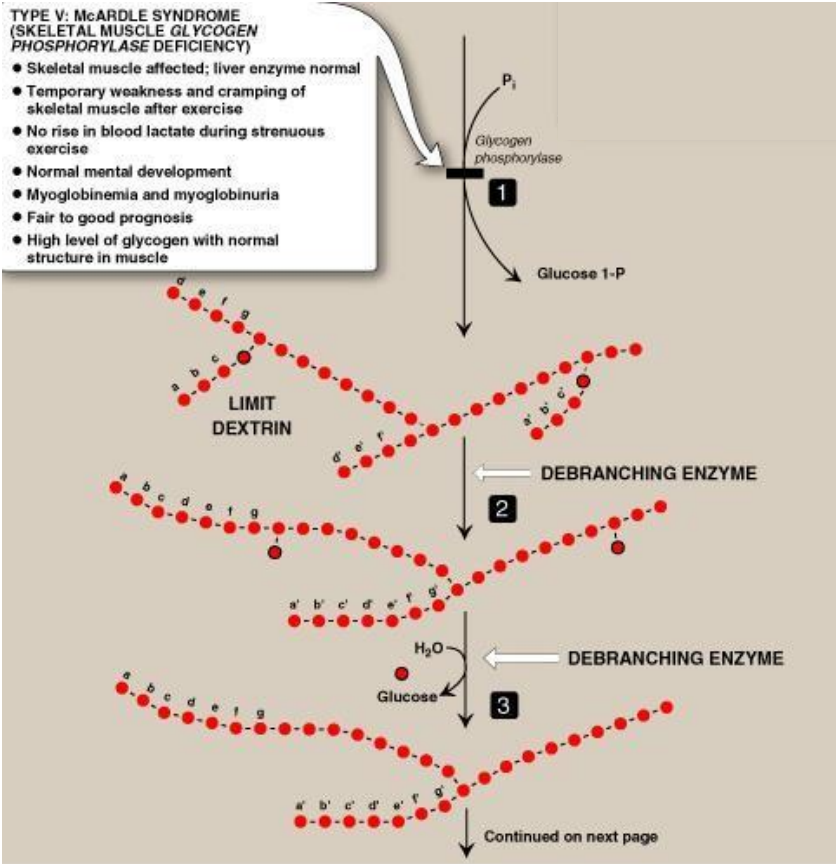 TYPE V: McARDLE SYNDROME
(SKELETAL MUSCLE GLYCOGEN
PHOSPHORYLASE DEFICIENCY)
● Skeletal muscle affected; liver enzyme normal
● Temporary weakness and cramping of
skeletal muscle after exercise
● No rise in blood lactate during strenuous
exercise
● Normal mental development
● Myoglobinemia and myoglobinuria
● Fair to good prognosis
● High level of glycogen with normal
structure in muscle
Pi
Glycogen
phosphorylase
1
Glucose 1-P
d e f g
a b c
LIMIT
DEXTRIN
a' b' c'
d' e' f'
DEBRANCHING ENZYME
2
a b c d e f g
a' b' c' d' e' f' g'
H2O
DEBRANCHING ENZYME
Glucose
3
a b c d e f g
a' b' c' d' e' f' g'
Continued on next page